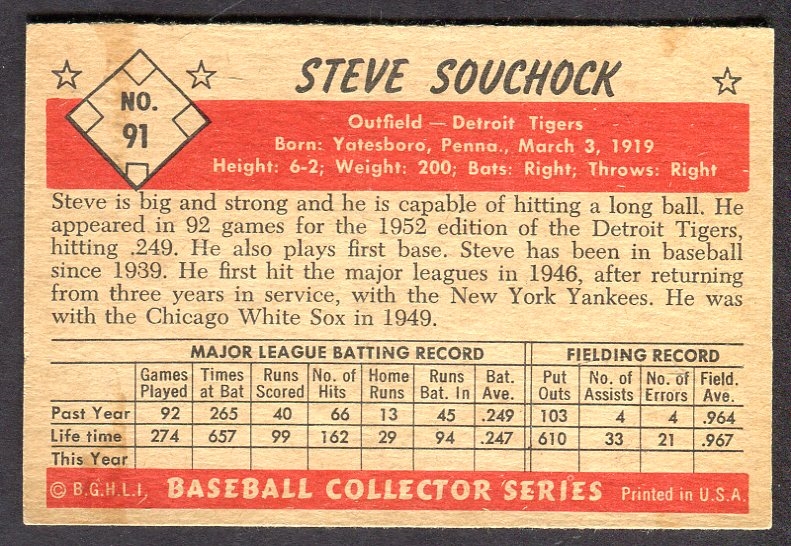 NO.
91
STEVE SOUCHOCK
Outfield — Detroit Tigers
Born: Yatesboro, Penna., March 3, 1919
Height: 6-2; Weight: 200; Bats: Right; Throws: Right
Steve is big and strong and he is capable of hitting a long ball. He
appeared in 92 games for the 1952 edition of the Detroit Tigers,
hitting .249. He also plays first base. Steve has been in baseball
since 1939. He first hit the major leagues in 1946, after returning
from three years in service, with the New York Yankees. He was
with the Chicago White Sox in 1949.
MAJOR LEAGUE BATTING RECORD FIELDING RECORD
Games Times Runs No. of Home Runs Bat. Put No. of No. of Field.
Played at Bat Scored Hits Runs Bat. In Ave. Outs Assists Errors Ave.
Past Year 92 265 40 66 13 45 .249 103 4 4 .964
Life time 274 657 99 162 29 94 .247 610 33 21 .967
This Year
© B.G.H.L.I. BASEBALL COLLECTOR SERIES Printed in U.S.A.